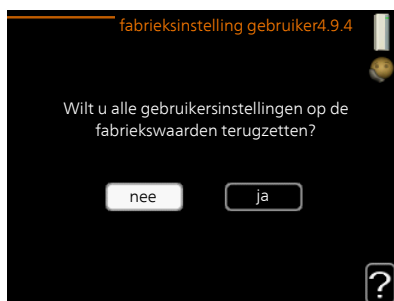 fabrieksinstelling gebruiker4.9.4
Wilt u alle gebruikersinstellingen op de
fabriekswaarden terugzetten?
nee ja
?